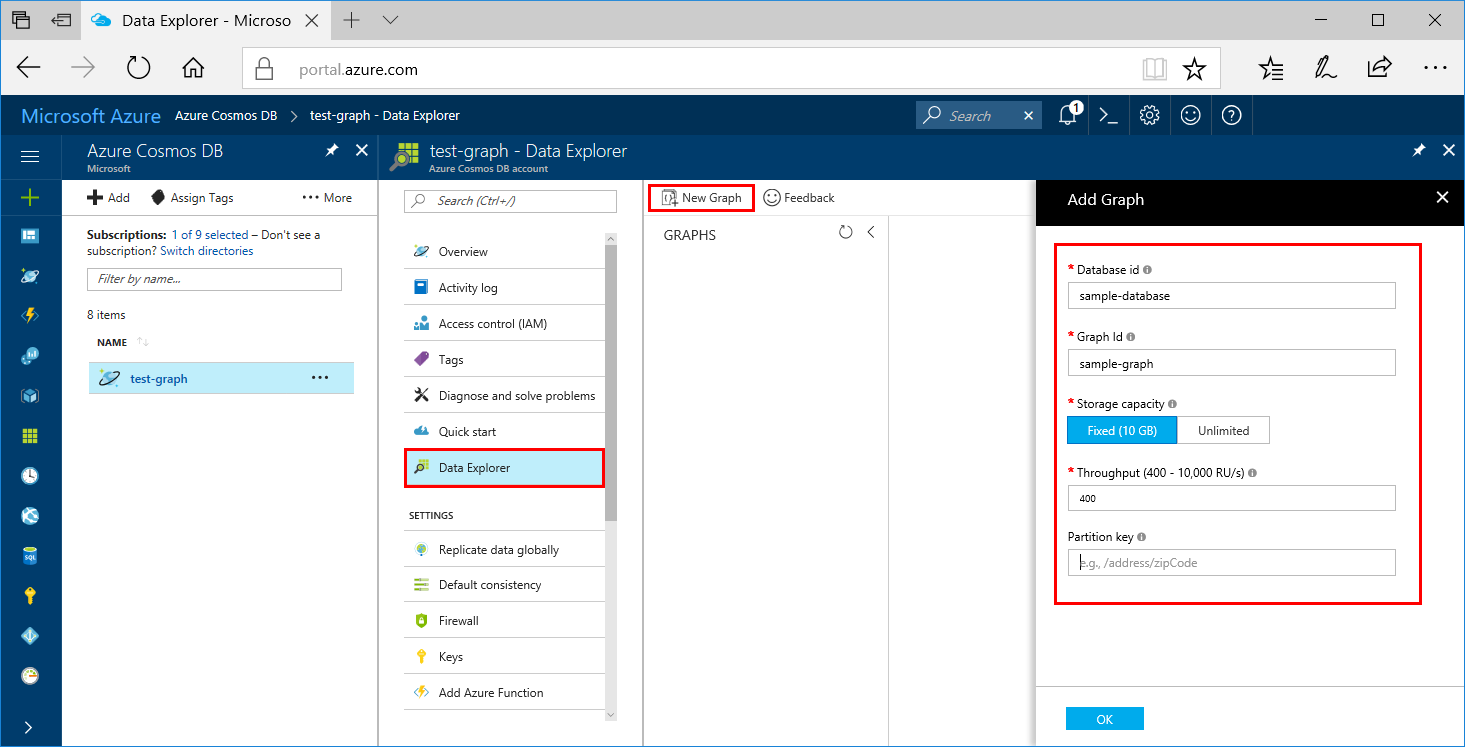 Data Explorer - Microso
portal.azure.com
Microsoft Azure Azure Cosmos DB > test-graph - Data Explorer
Search
1
Azure Cosmos DB
Microsoft
Add Assign Tags ··· More
Subscriptions: 1 of 9 selected – Don't see a
subscription? Switch directories
Filter by name...
8 items
NAME
test-graph ···
test-graph - Data Explorer
Azure Cosmos DB account
Search (Ctrl+/)
Overview
Activity log
Access control (IAM)
Tags
Diagnose and solve problems
Quick start
Data Explorer
SETTINGS
Replicate data globally
Default consistency
Firewall
Keys
Add Azure Function
New Graph Feedback
GRAPHS
Add Graph
* Database id
sample-database
* Graph Id
sample-graph
* Storage capacity
Fixed (10 GB) Unlimited
* Throughput (400 - 10,000 RU/s)
400
Partition key
e.g., /address/zipCode
OK
SQL